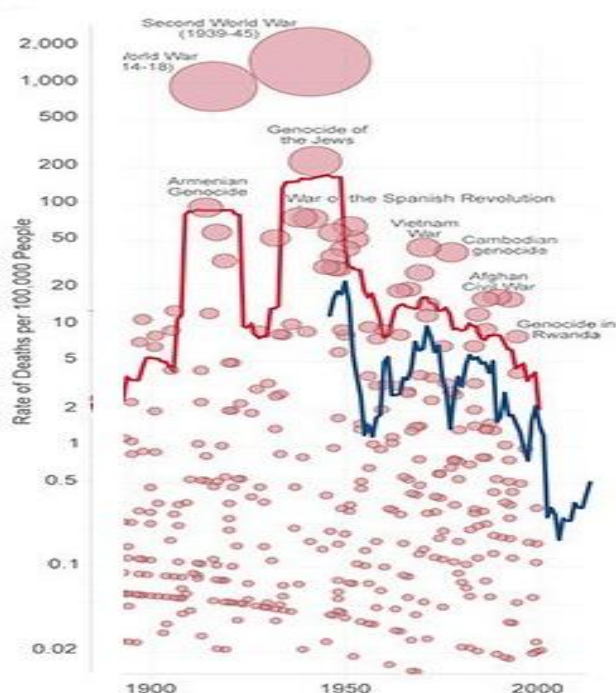 Second World War
(1939-45)
World War
14-18)
Genocide of
the Jews
Armenian
Genocide
War of the Spanish Revolution
Vietnam
War
Cambodian
genocide
Afghan
Civil War
Genocide in
Rwanda
Rate of Deaths per 100,000 People
2,000
1,000
500
200
100
50
20
10
5
2
1
0.5
0.1
0.02
1900
1950
2000